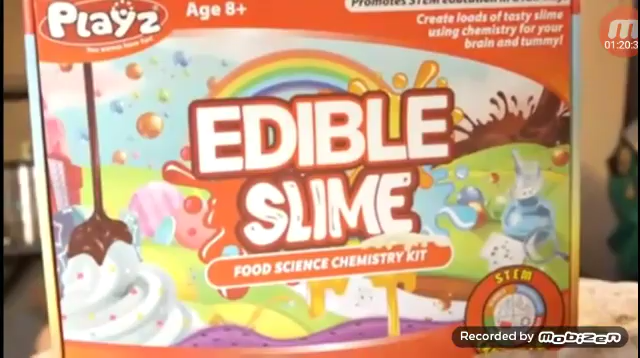 Playz
Age 8+
Promotes STEM Education
Create loads of tasty slime
using chemistry for your
brain and tummy!
01:20:3
EDIBLE
SLIME
FOOD SCIENCE CHEMISTRY KIT
STEM
Recorded by mobizen